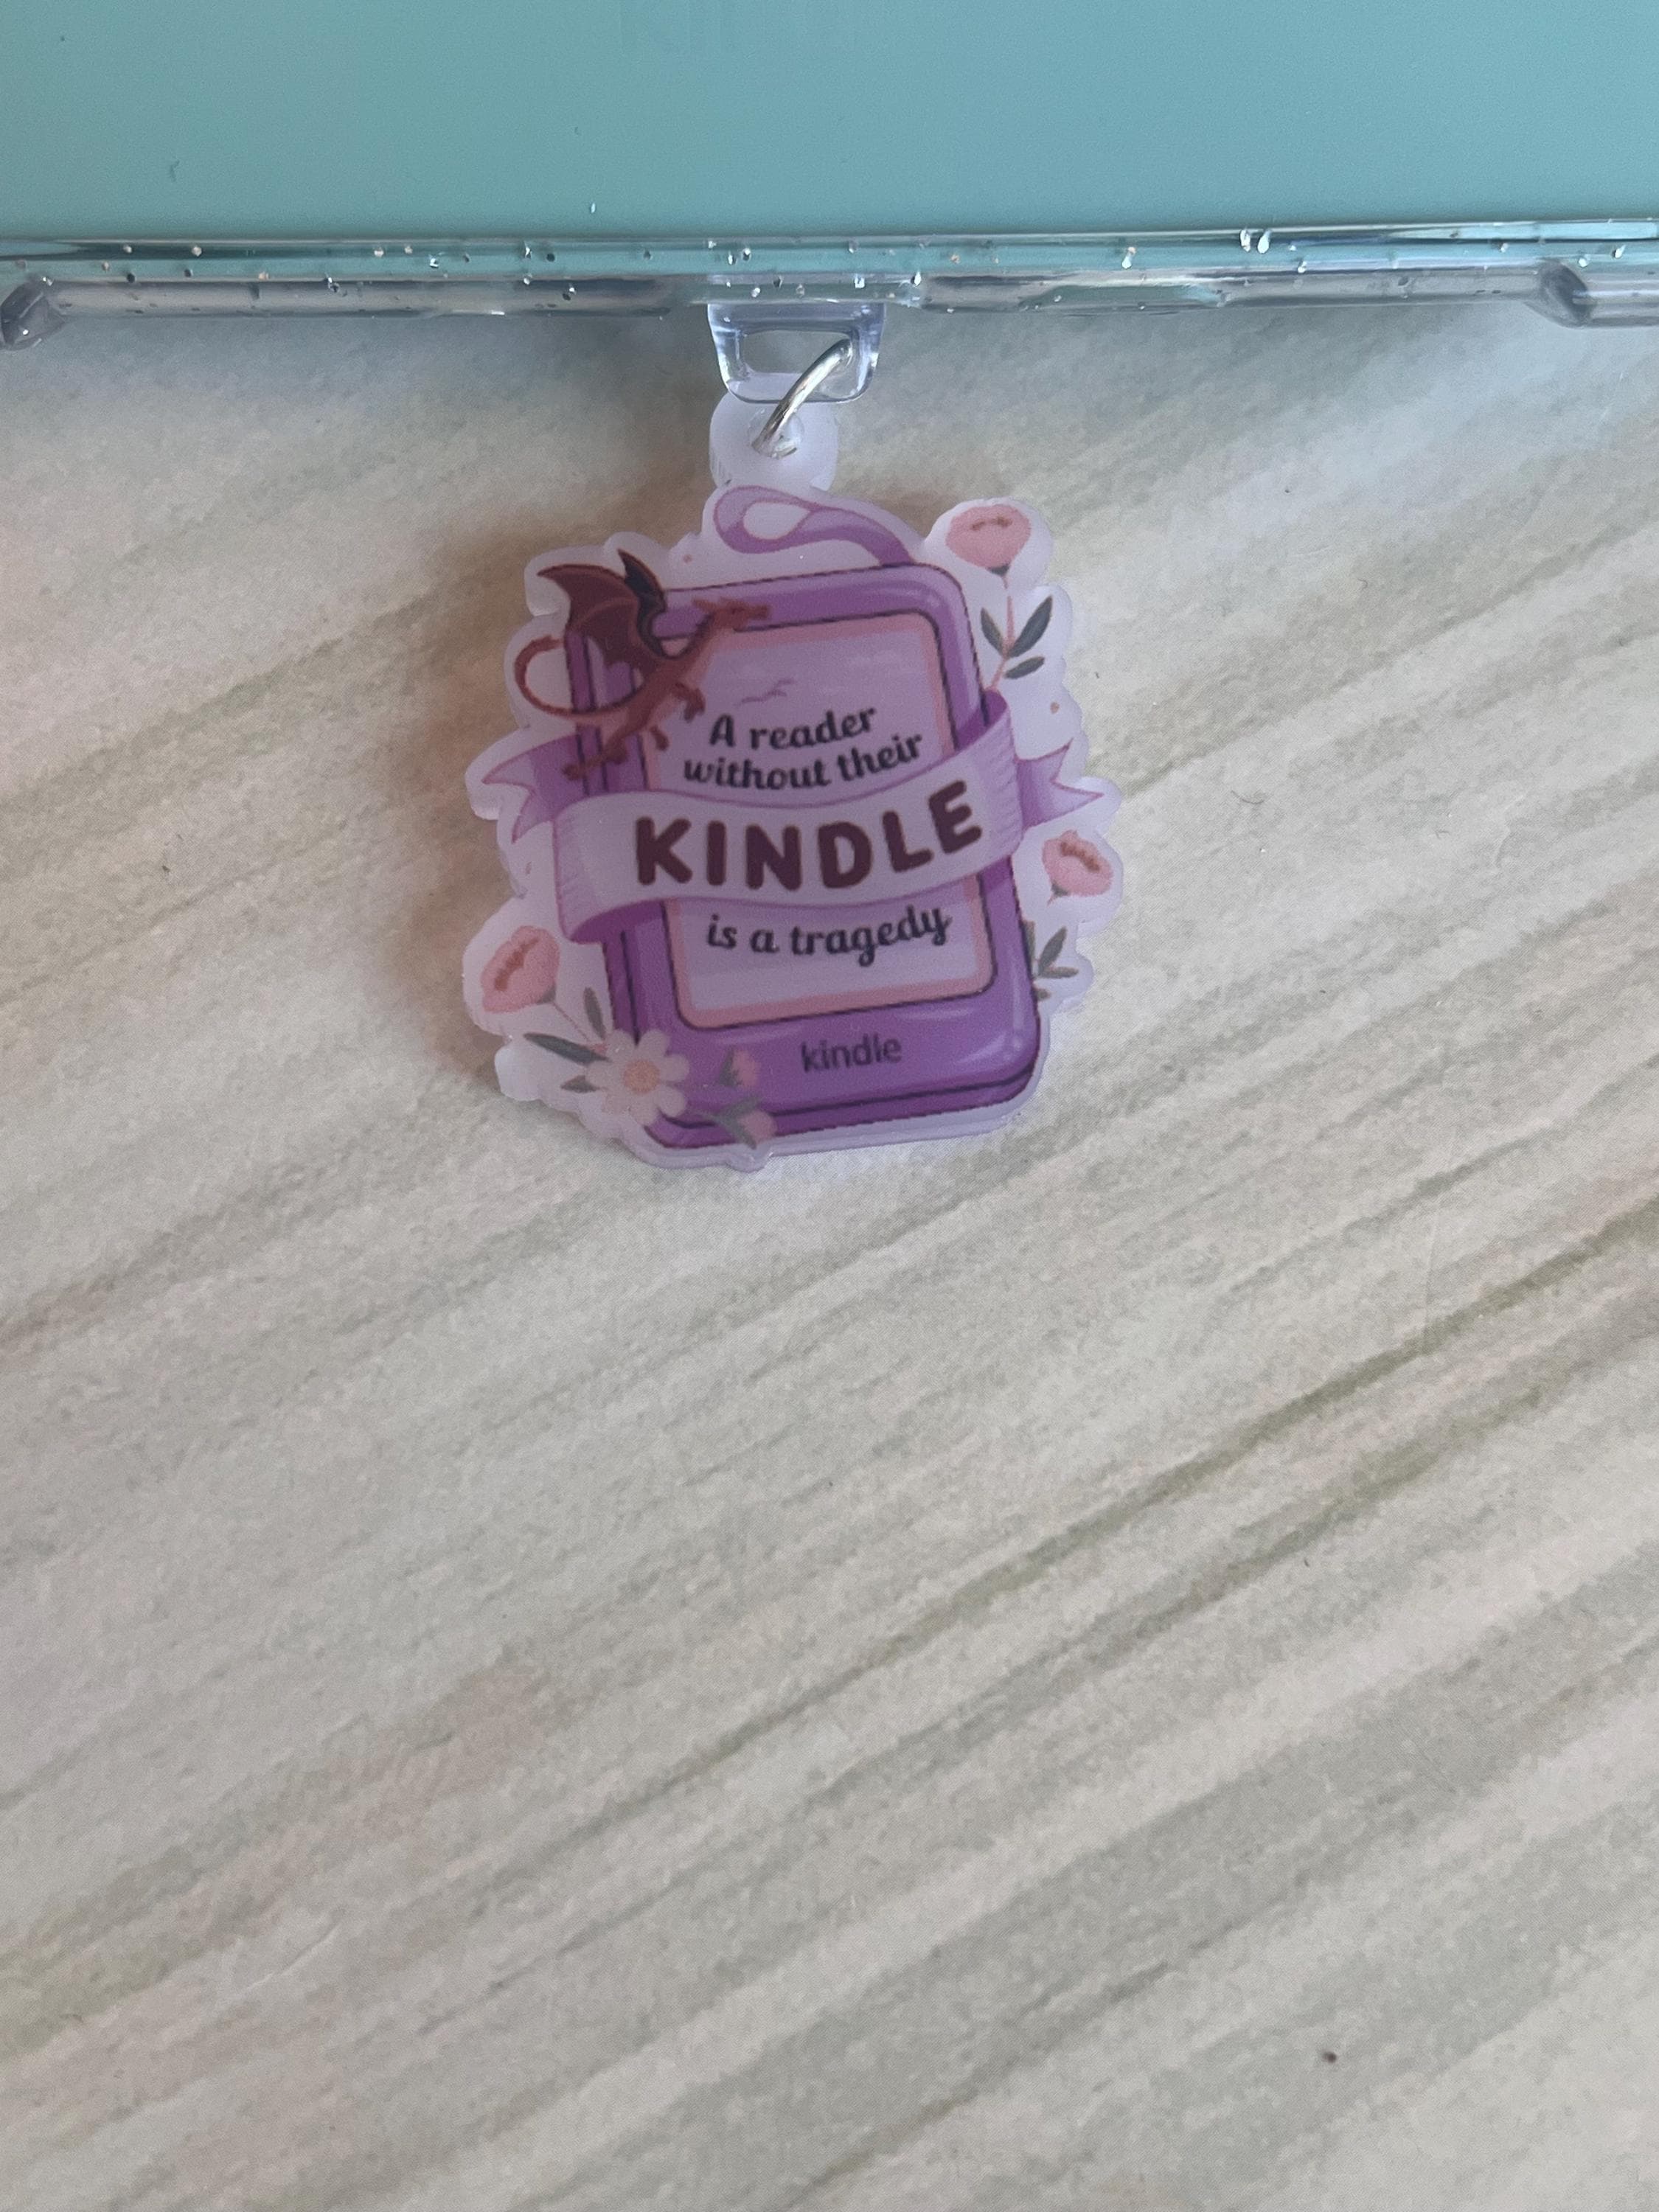 A reader
without their
KINDLE
is a tragedy
kindle